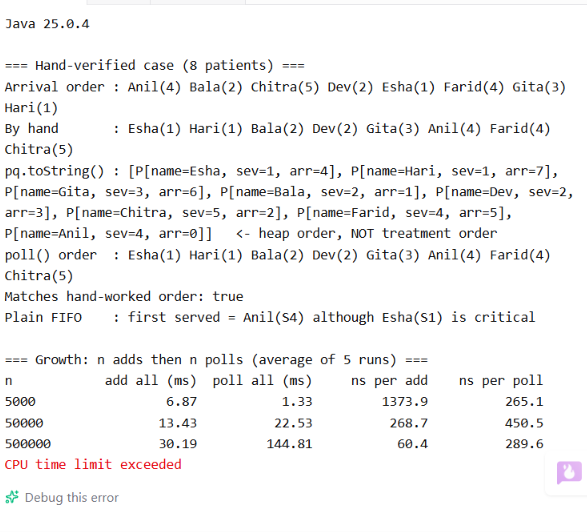 Java 25.0.4
=== Hand-verified case (8 patients) ===
Arrival order : Anil(4) Bala(2) Chitra(5) Dev(2) Esha(1) Farid(4) Gita(3)
Hari(1)
By hand       : Esha(1) Hari(1) Bala(2) Dev(2) Gita(3) Anil(4) Farid(4)
Chitra(5)
pq.toString() : [P[name=Esha, sev=1, arr=4], P[name=Hari, sev=1, arr=7],
P[name=Gita, sev=3, arr=6], P[name=Bala, sev=2, arr=1], P[name=Dev, sev=2,
arr=3], P[name=Chitra, sev=5, arr=2], P[name=Farid, sev=4, arr=5],
P[name=Anil, sev=4, arr=0]]   <- heap order, NOT treatment order
poll() order  : Esha(1) Hari(1) Bala(2) Dev(2) Gita(3) Anil(4) Farid(4)
Chitra(5)
Matches hand-worked order: true
Plain FIFO    : first served = Anil(S4) although Esha(S1) is critical
=== Growth: n adds then n polls (average of 5 runs) ===
n           add all (ms)  poll all (ms)     ns per add    ns per poll
5000                6.87           1.33         1373.9          265.1
50000              13.43          22.53          268.7          450.5
500000             30.19         144.81           60.4          289.6
CPU time limit exceeded
Debug this error